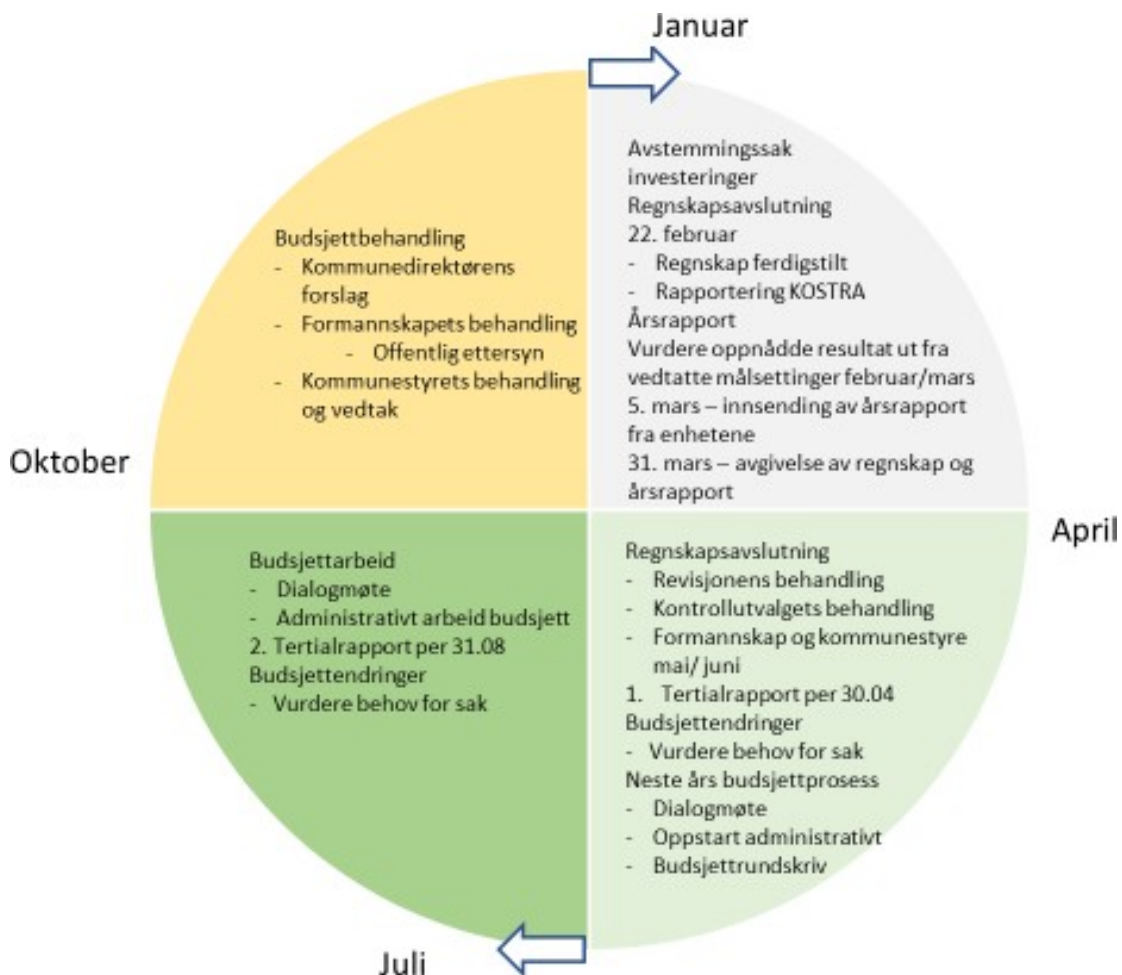 Januar
Avstemmingssak
investeringer
Regnskapsavslutning
22. februar
- Regnskap ferdigstilt
- Rapportering KOSTRA
Årsrapport
Vurdere oppnådde resultat ut fra
vedtatte målsettinger februar/mars
5. mars – innsending av årsrapport
fra enhetene
31. mars – avgivelse av regnskap og
årsrapport
April
Regnskapsavslutning
- Revisjonens behandling
- Kontrollutvalgets behandling
- Formannskap og kommunestyre
mai/ juni
1. Tertialrapport per 30.04
Budsjettendringer
- Vurdere behov for sak
Neste års budsjettprosess
- Dialogmøte
- Oppstart administrativt
- Budsjettrundskriv
Juli
Budsjettarbeid
- Dialogmøte
- Administrativt arbeid budsjett
2. Tertialrapport per 31.08
Budsjettendringer
- Vurdere behov for sak
Oktober
Budsjettbehandling
- Kommunedirektørens
forslag
- Formannskapets behandling
- Offentlig ettersyn
- Kommunestyrets behandling
og vedtak